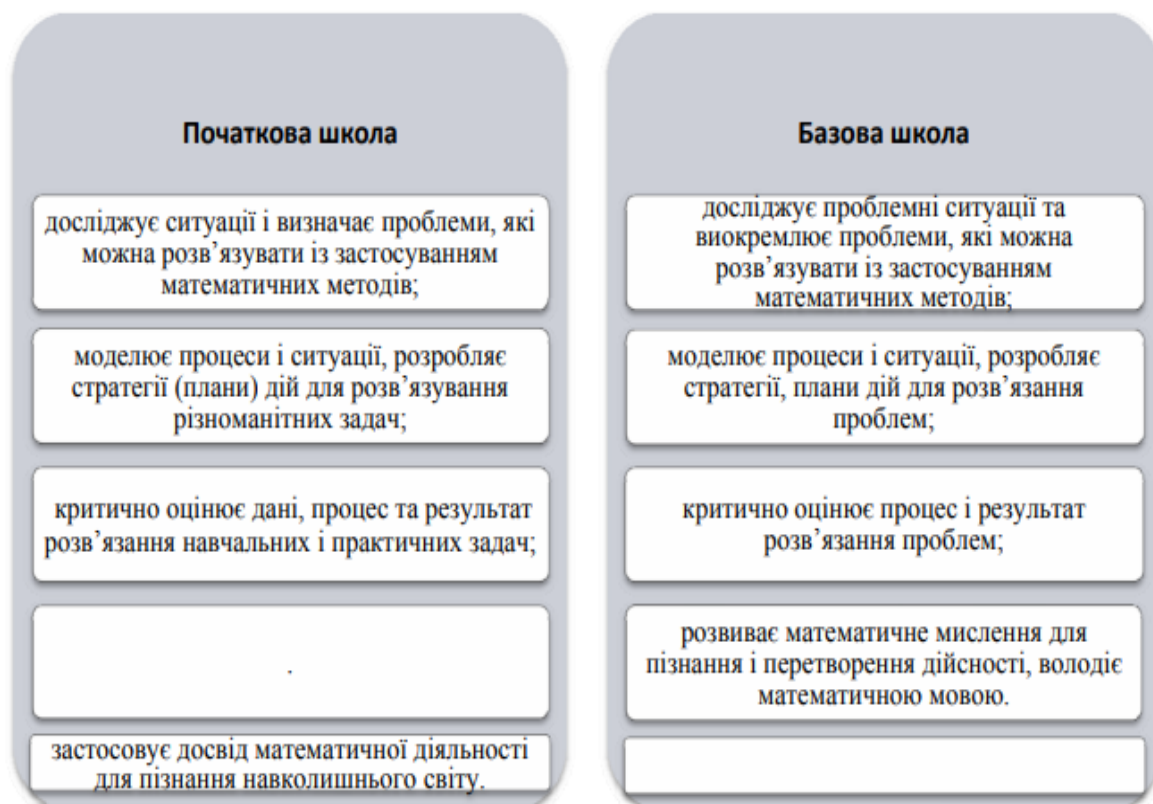 Початкова школа
досліджує ситуації і визначає проблеми, які
можна розв’язувати із застосуванням
математичних методів;
моделює процеси і ситуації, розробляє
стратегії (плани) дій для розв’язування
різноманітних задач;
критично оцінює дані, процес та результат
розв’язання навчальних і практичних задач;
.
застосовує досвід математичної діяльності
для пізнання навколишнього світу.
Базова школа
досліджує проблемні ситуації та
виокремлює проблеми, які можна
розв’язувати із застосуванням
математичних методів;
моделює процеси і ситуації, розробляє
стратегії, плани дій для розв’язання
проблем;
критично оцінює процес і результат
розв’язання проблем;
розвиває математичне мислення для
пізнання і перетворення дійсності, володіє
математичною мовою.